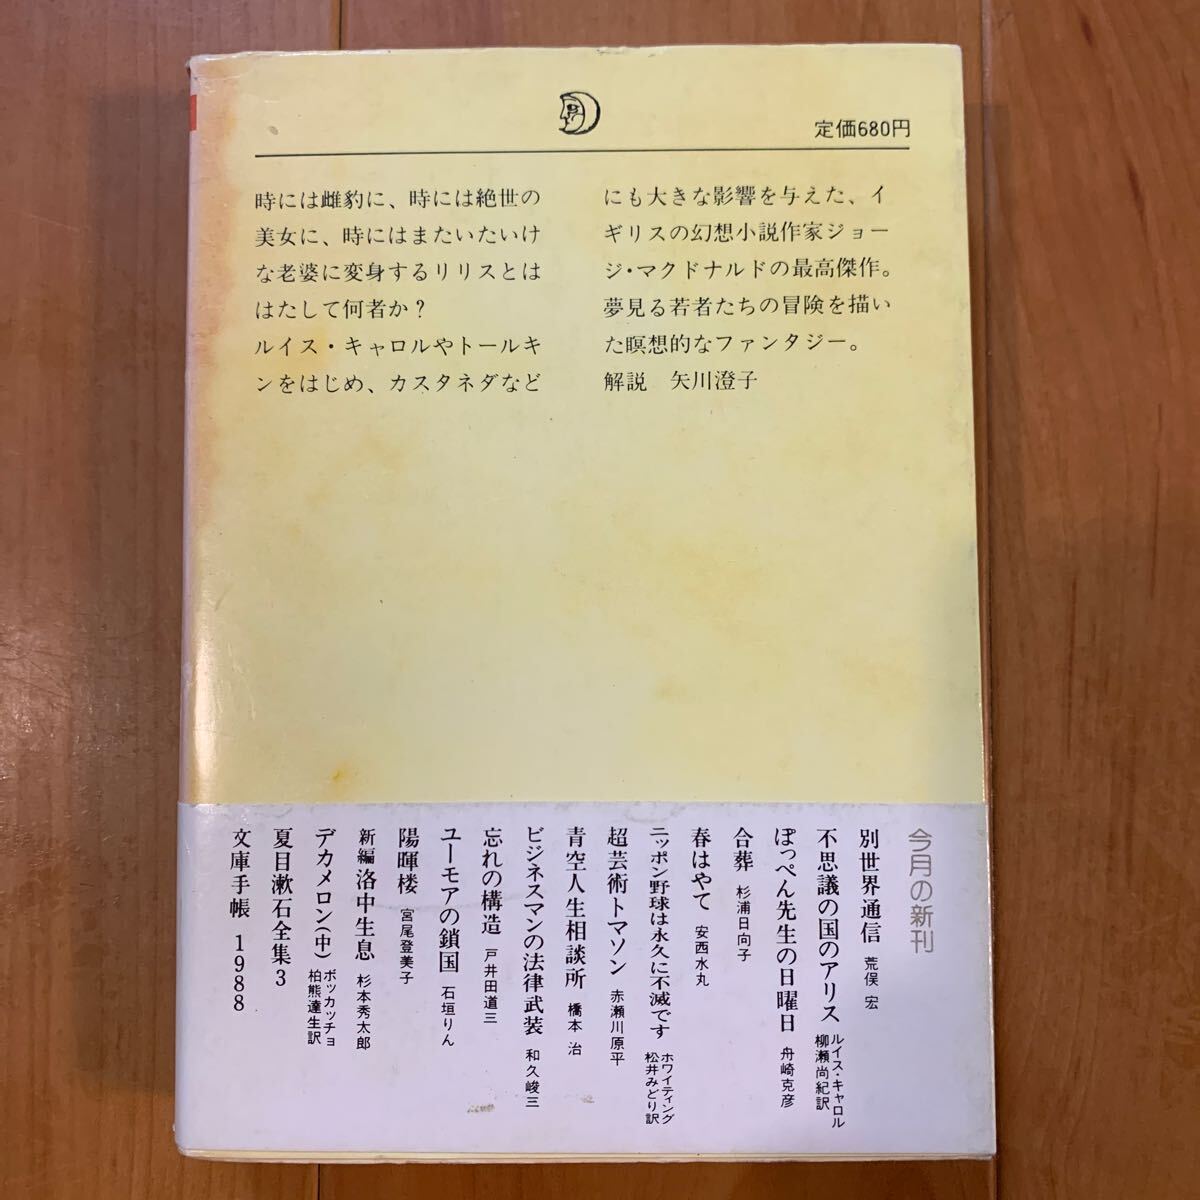 定価680円
時には雌豹に、時には絶世の
美女に、時にはまたいたいけ
な老婆に変身するリリスとは
はたして何者か?
ルイス・キャロルやトールキ
ンをはじめ、カスタネダなど
にも大きな影響を与えた、イ
ギリスの幻想小説作家ジョー
ジ・マクドナルドの最高傑作。
夢見る若者たちの冒険を描い
た瞑想的なファンタジー。
解説 矢川澄子
今月の新刊
別世界通信 荒俣 宏
不思議の国のアリス ルイス・キャロル 柳瀬尚紀訳
ぽっぺん先生の日曜日 舟崎克彦
合葬 杉浦日向子
春はやて 安西水丸
ニッポン野球は永久に不滅です ホワイティング 松井みどり訳
超芸術トマソン 赤瀬川原平
青空人生相談所 橋本 治
ビジネスマンの法律武装 和久峻三
忘れの構造 戸井田道三
ユーモアの鎖国 石垣りん
陽暉楼 宮尾登美子
新編 洛中生息 杉本秀太郎
デカメロン(中) ボッカッチョ 柏熊達生訳
夏目漱石全集3
文庫手帳 1988